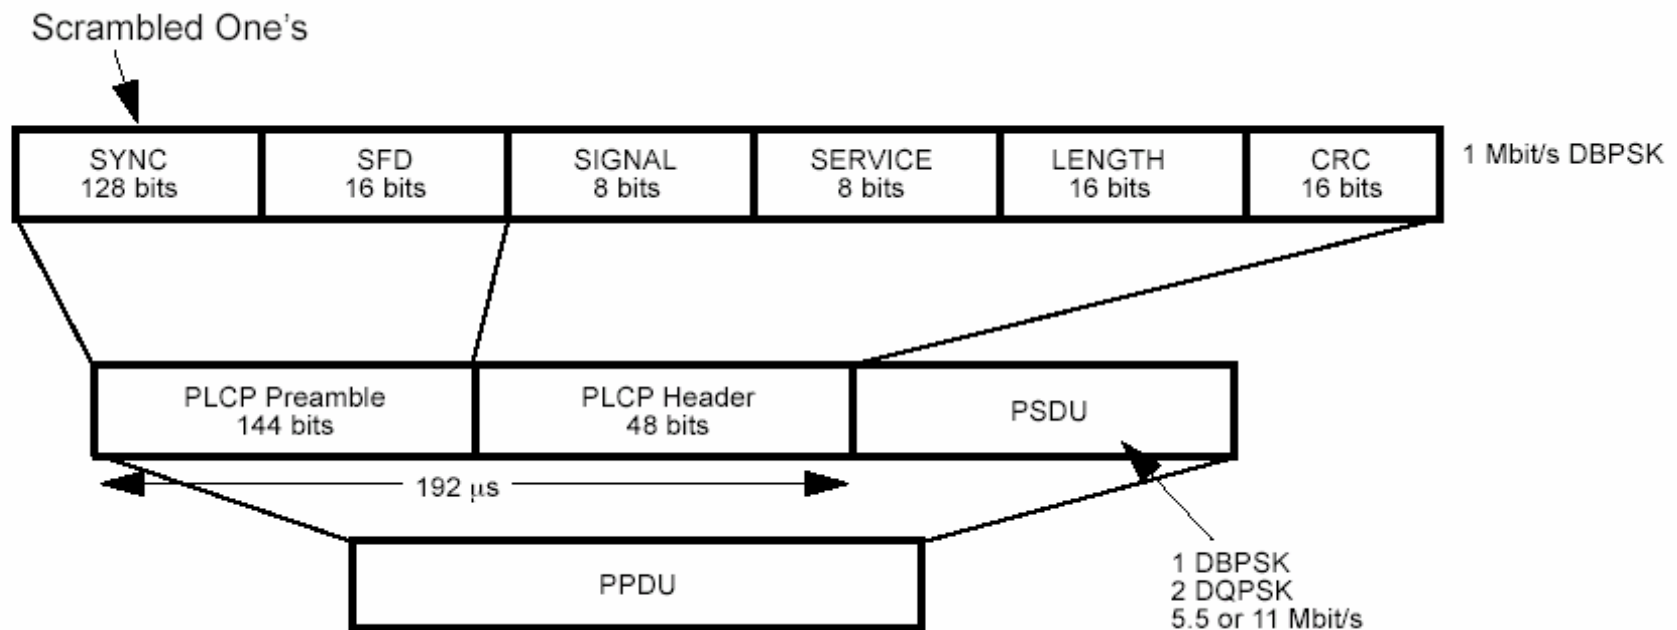 Scrambled One's
SYNC
128 bits
SFD
16 bits
SIGNAL
8 bits
SERVICE
8 bits
LENGTH
16 bits
CRC
16 bits
1 Mbit/s DBPSK
PLCP Preamble
144 bits
PLCP Header
48 bits
PSDU
192 μs
PPDU
1 DBPSK
2 DQPSK
5.5 or 11 Mbit/s